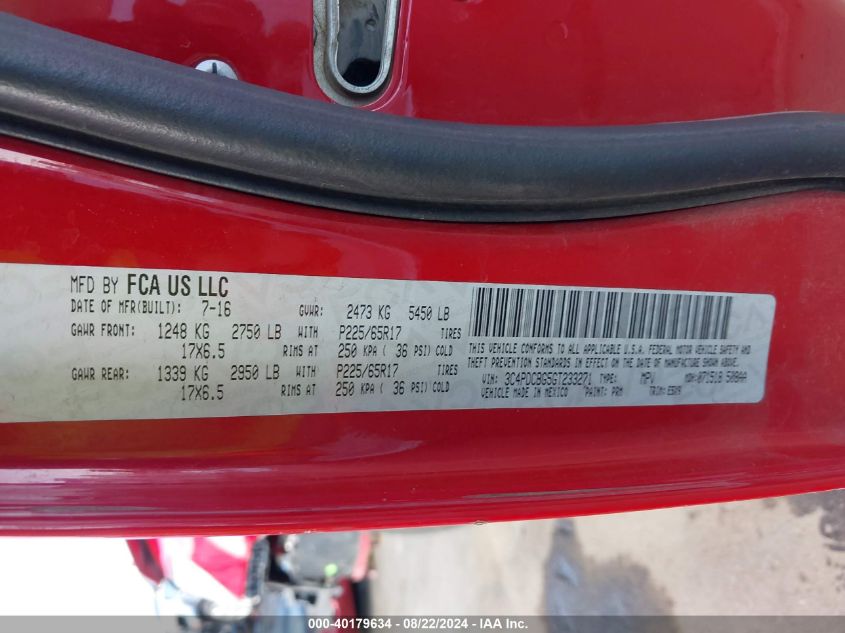 MFD BY FCA US LLC
DATE OF MFR(BUILT): 7-16 GVWR: 2473 KG 5450 LB
GAWR FRONT: 1248 KG 2750 LB WITH P225/65R17 TIRES
17X6.5 RIMS AT 250 KPA ( 36 PSI) COLD
GAWR REAR: 1339 KG 2950 LB WITH P225/65R17 TIRES
17X6.5 RIMS AT 250 KPA ( 36 PSI) COLD
THIS VEHICLE CONFORMS TO ALL APPLICABLE U.S.A. FEDERAL MOTOR VEHICLE SAFETY AND
THEFT PREVENTION STANDARDS IN EFFECT ON THE DATE OF MANUFACTURE SHOWN ABOVE.
VIN: 3C4PDCBG5GT233271 TYPE: MPV MDH: 071518 508AA
VEHICLE MADE IN MEXICO PAINT: PRM TRIM: E5X9
000-40179634 - 08/22/2024 - IAA Inc.